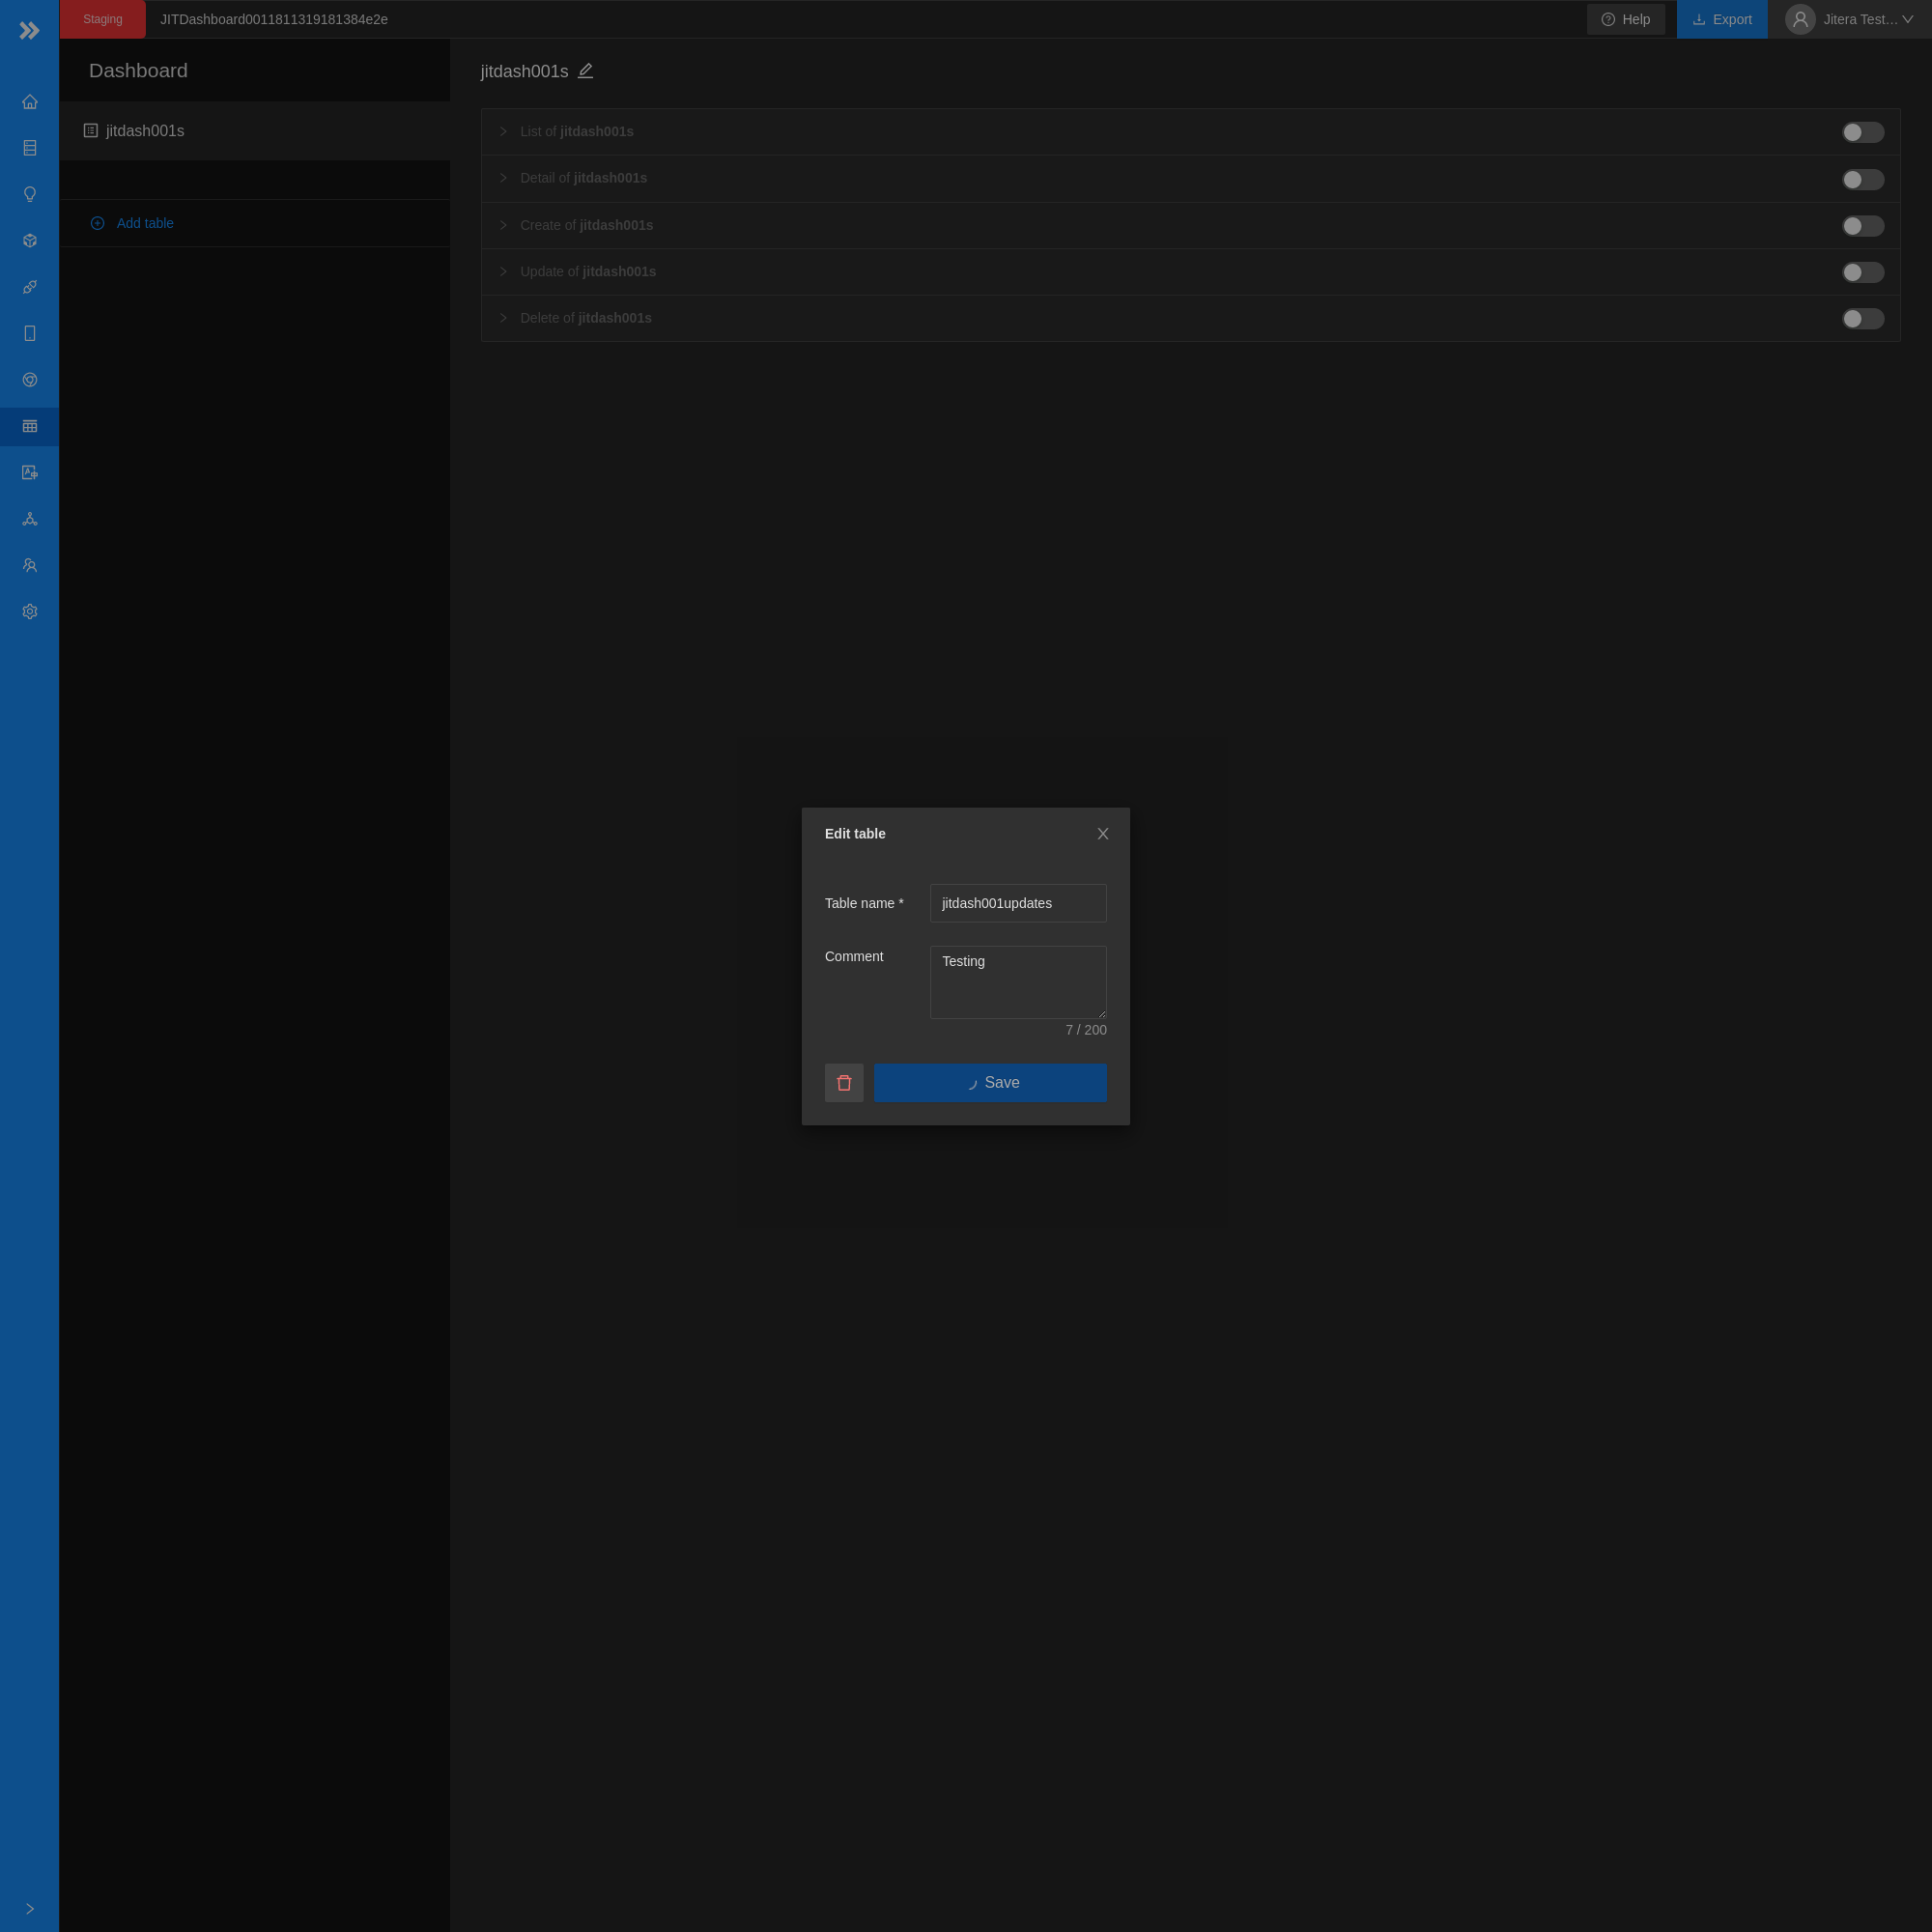 Staging
JITDashboard0011811319181384e2e
Help
Export
Jitera Test…
Dashboard
jitdash001s
Add table
jitdash001s
List of jitdash001s
Detail of jitdash001s
Create of jitdash001s
Update of jitdash001s
Delete of jitdash001s
Edit table
Table name *
jitdash001updates
Comment
Testing
7 / 200
Save